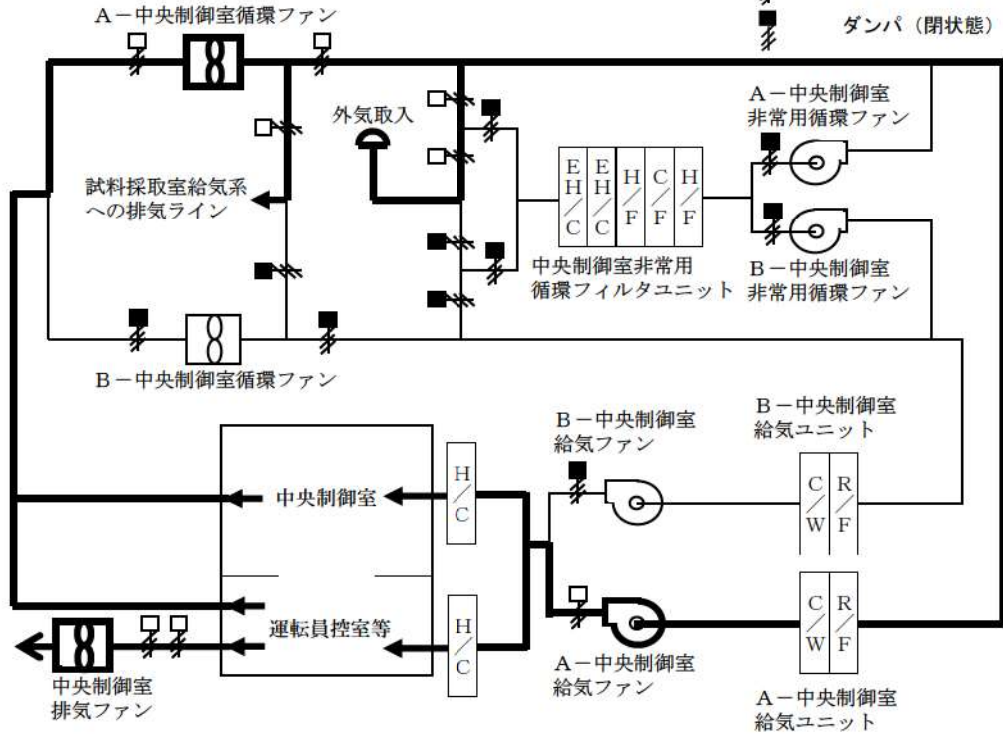 A－中央制御室循環ファン
ダンパ（閉状態）
外気取入
A－中央制御室
非常用循環ファン
試料採取室給気系
への排気ライン
EH/C
EH/C
H/F
C/F
H/F
中央制御室非常用
循環フィルタユニット
B－中央制御室
非常用循環ファン
B－中央制御室循環ファン
B－中央制御室
給気ファン
B－中央制御室
給気ユニット
中央制御室
H/C
C/W
R/F
運転員控室等
H/C
C/W
R/F
中央制御室
排気ファン
A－中央制御室
給気ファン
A－中央制御室
給気ユニット